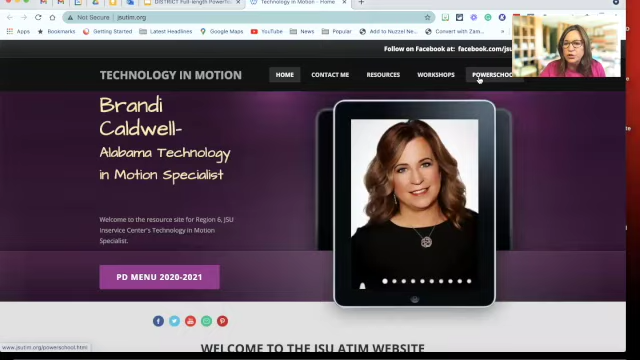 DISTRICT Full-length Powerfu
Technology in Motion - Home
Not Secure
jsutim.org
Apps
Bookmarks
Getting Started
Latest Headlines
Google Maps
YouTube
News
Popular
Add to Nuzzel Ne...
Convert with Zam...
Follow on Facebook at: facebook.com/jsu
TECHNOLOGY IN MOTION
HOME
CONTACT ME
RESOURCES
WORKSHOPS
POWERSCHOO
Brandi
Caldwell-
Alabama Technology
in Motion Specialist
Welcome to the resource site for Region 6, JSU
Inservice Center's Technology in Motion
Specialist.
PD MENU 2020-2021
www.jsutim.org/powerschool.html
WELCOME TO THE JSU ATIM WEBSITE